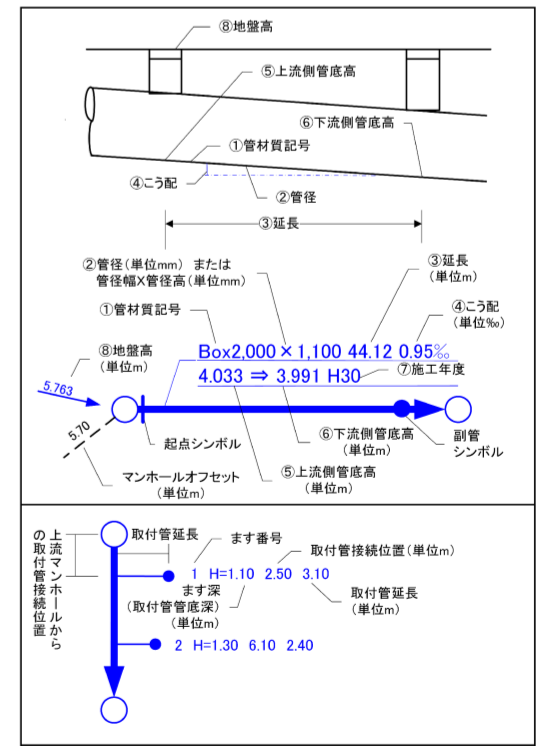 ⑧地盤高
⑤上流側管底高
⑥下流側管底高
①管材質記号
④こう配
②管径
③延長
②管径(単位mm) または
管径幅X管径高(単位mm)
③延長
(単位m)
①管材質記号
④こう配
(単位‰)
⑧地盤高
(単位m)
Box2,000×1,100 44.12 0.95‰
4.033 ⇒ 3.991 H30
⑦施工年度
5.763
5.70
起点シンボル
⑥下流側管底高
(単位m)
副管
シンボル
マンホールオフセット
(単位m)
⑤上流側管底高
(単位m)
上流マンホールから
の取付管接続位置
取付管延長
ます番号
取付管接続位置(単位m)
1 H=1.10 2.50 3.10
ます深
(取付管管底深)
(単位m)
取付管延長
(単位m)
2 H=1.30 6.10 2.40